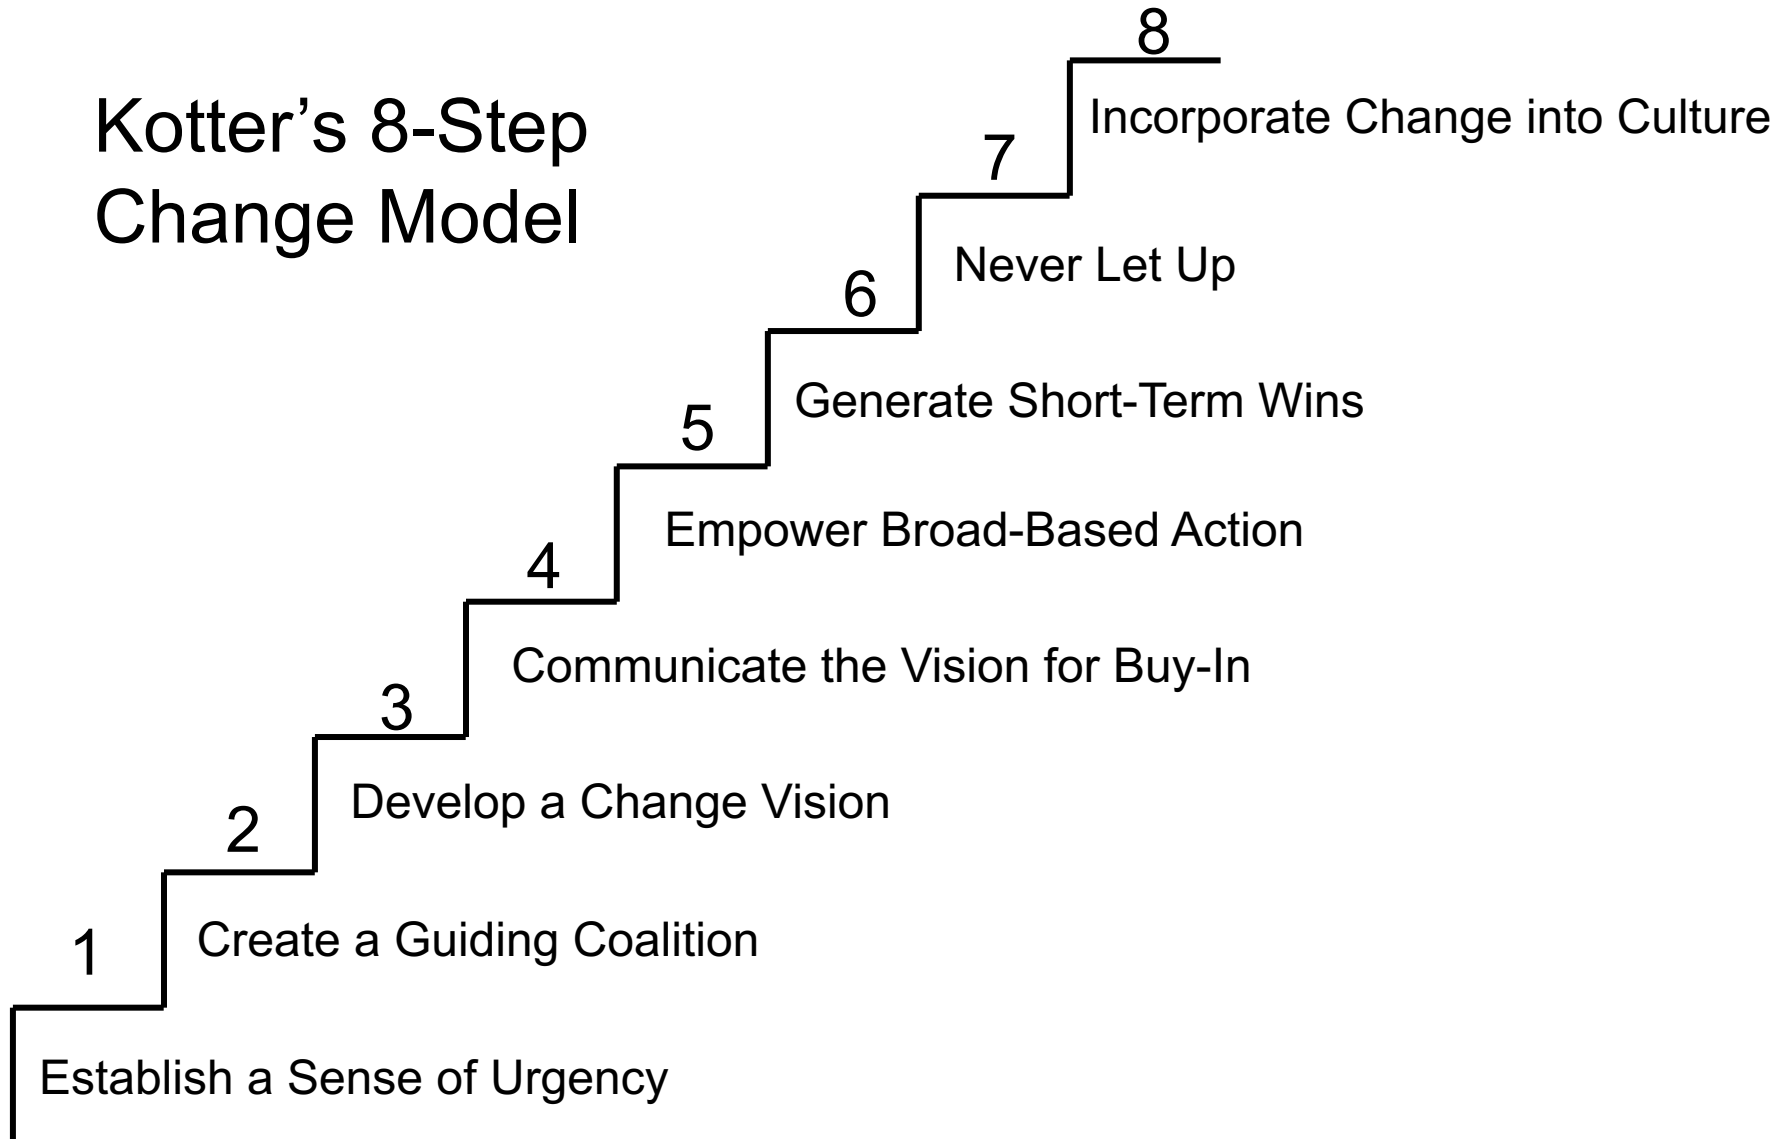 Kotter’s 8-Step
Change Model
8
Incorporate Change into Culture
7
Never Let Up
6
Generate Short-Term Wins
5
Empower Broad-Based Action
4
Communicate the Vision for Buy-In
3
Develop a Change Vision
2
Create a Guiding Coalition
1
Establish a Sense of Urgency